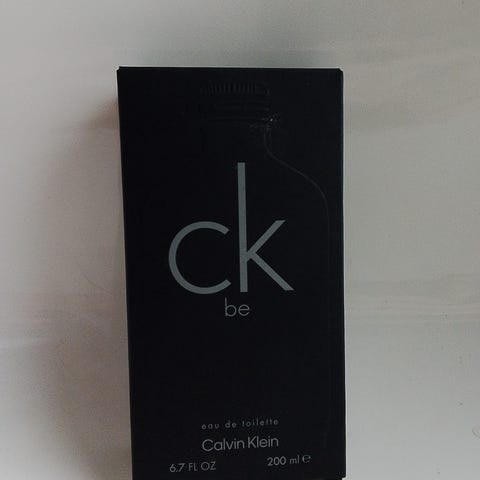 ck
be
eau de toilette
Calvin Klein
6.7 FL OZ 200 ml ℮